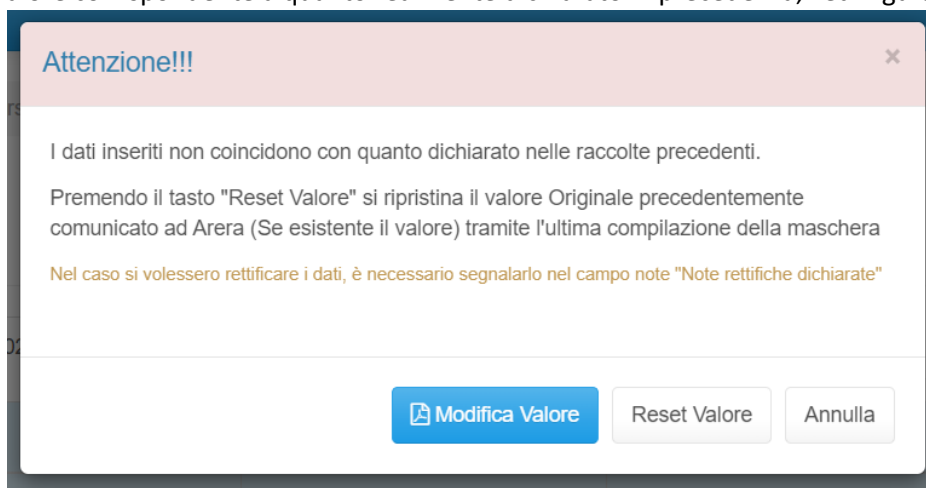 Attenzione!!!
×
I dati inseriti non coincidono con quanto dichiarato nelle raccolte precedenti.
Premendo il tasto "Reset Valore" si ripristina il valore Originale precedentemente
comunicato ad Arera (Se esistente il valore) tramite l'ultima compilazione della maschera
Nel caso si volessero rettificare i dati, è necessario segnalarlo nel campo note "Note rettifiche dichiarate"
Modifica Valore Reset Valore Annulla